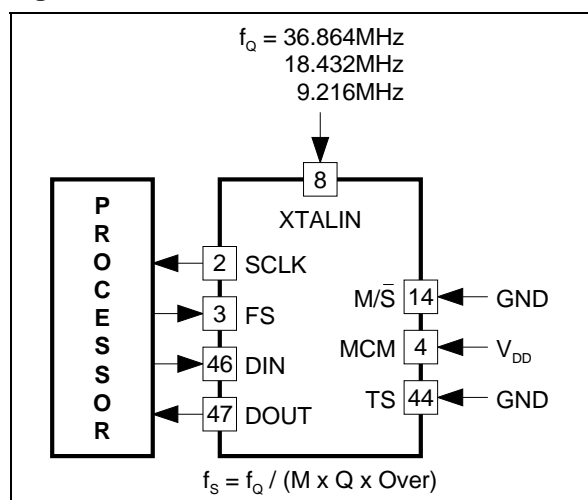 f_Q = 36.864MHz
18.432MHz
9.216MHz
8
XTALIN
PROCESSOR
2 SCLK
3 FS
46 DIN
47 DOUT
M/S̅ 14 GND
MCM 4 V_DD
TS 44 GND
f_S = f_Q / (M x Q x Over)